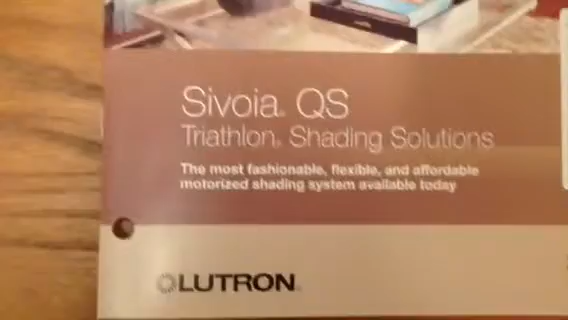 Sivoia® QS
Triathlon® Shading Solutions
The most fashionable, flexible, and affordable
motorized shading system available today
LUTRON®